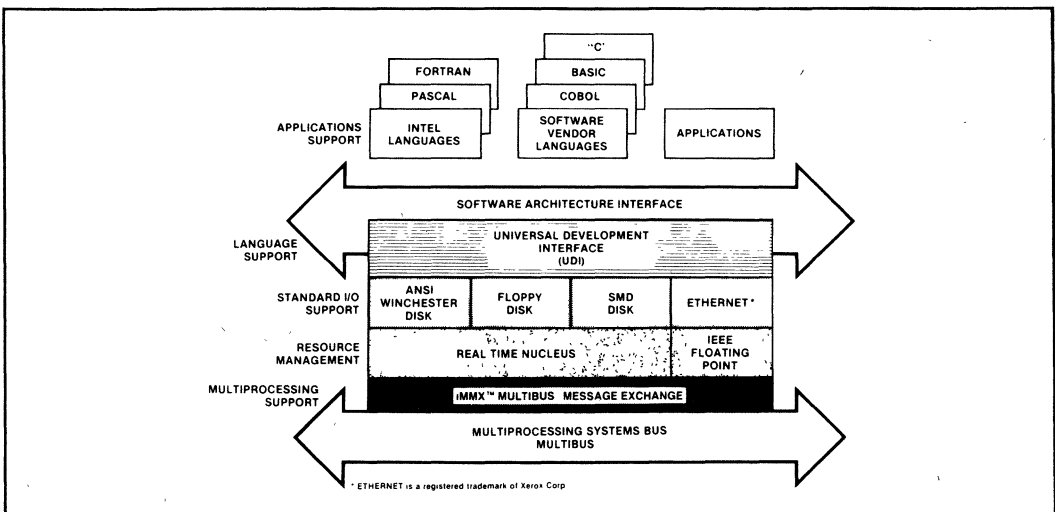 "C"
FORTRAN
BASIC
PASCAL
COBOL
APPLICATIONS
SUPPORT
INTEL
LANGUAGES
SOFTWARE
VENDOR
LANGUAGES
APPLICATIONS
SOFTWARE ARCHITECTURE INTERFACE
LANGUAGE
SUPPORT
UNIVERSAL DEVELOPMENT
INTERFACE
(UDI)
STANDARD I/O
SUPPORT
ANSI
WINCHESTER
DISK
FLOPPY
DISK
SMD
DISK
ETHERNET*
RESOURCE
MANAGEMENT
REAL TIME NUCLEUS
IEEE
FLOATING
POINT
MULTIPROCESSING
SUPPORT
iMMX™ MULTIBUS MESSAGE EXCHANGE
MULTIPROCESSING SYSTEMS BUS
MULTIBUS
* ETHERNET is a registered trademark of Xerox Corp